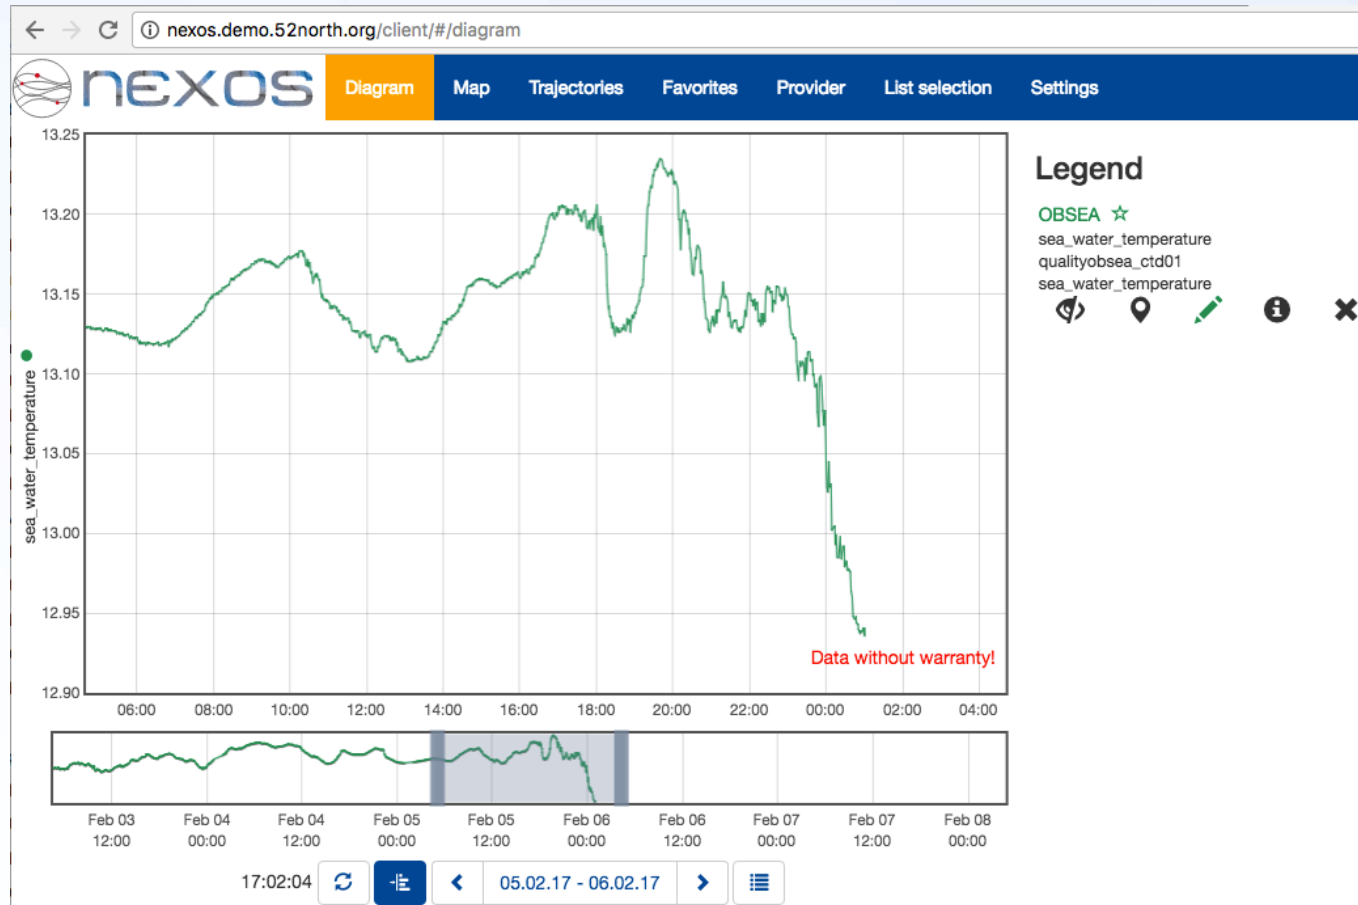 nexos.demo.52north.org/client/#/diagram
nexos Diagram Map Trajectories Favorites Provider List selection Settings
13.25
13.20
13.15
13.10
13.05
13.00
12.95
12.90
sea_water_temperature
Data without warranty!
06:00 08:00 10:00 12:00 14:00 16:00 18:00 20:00 22:00 00:00 02:00 04:00
Legend
OBSEA
sea_water_temperature
qualityobsea_ctd01
sea_water_temperature
Feb 03 Feb 04 Feb 04 Feb 05 Feb 05 Feb 06 Feb 06 Feb 07 Feb 07 Feb 08
12:00 00:00 12:00 00:00 12:00 00:00 12:00 00:00 12:00 00:00
17:02:04 05.02.17 - 06.02.17